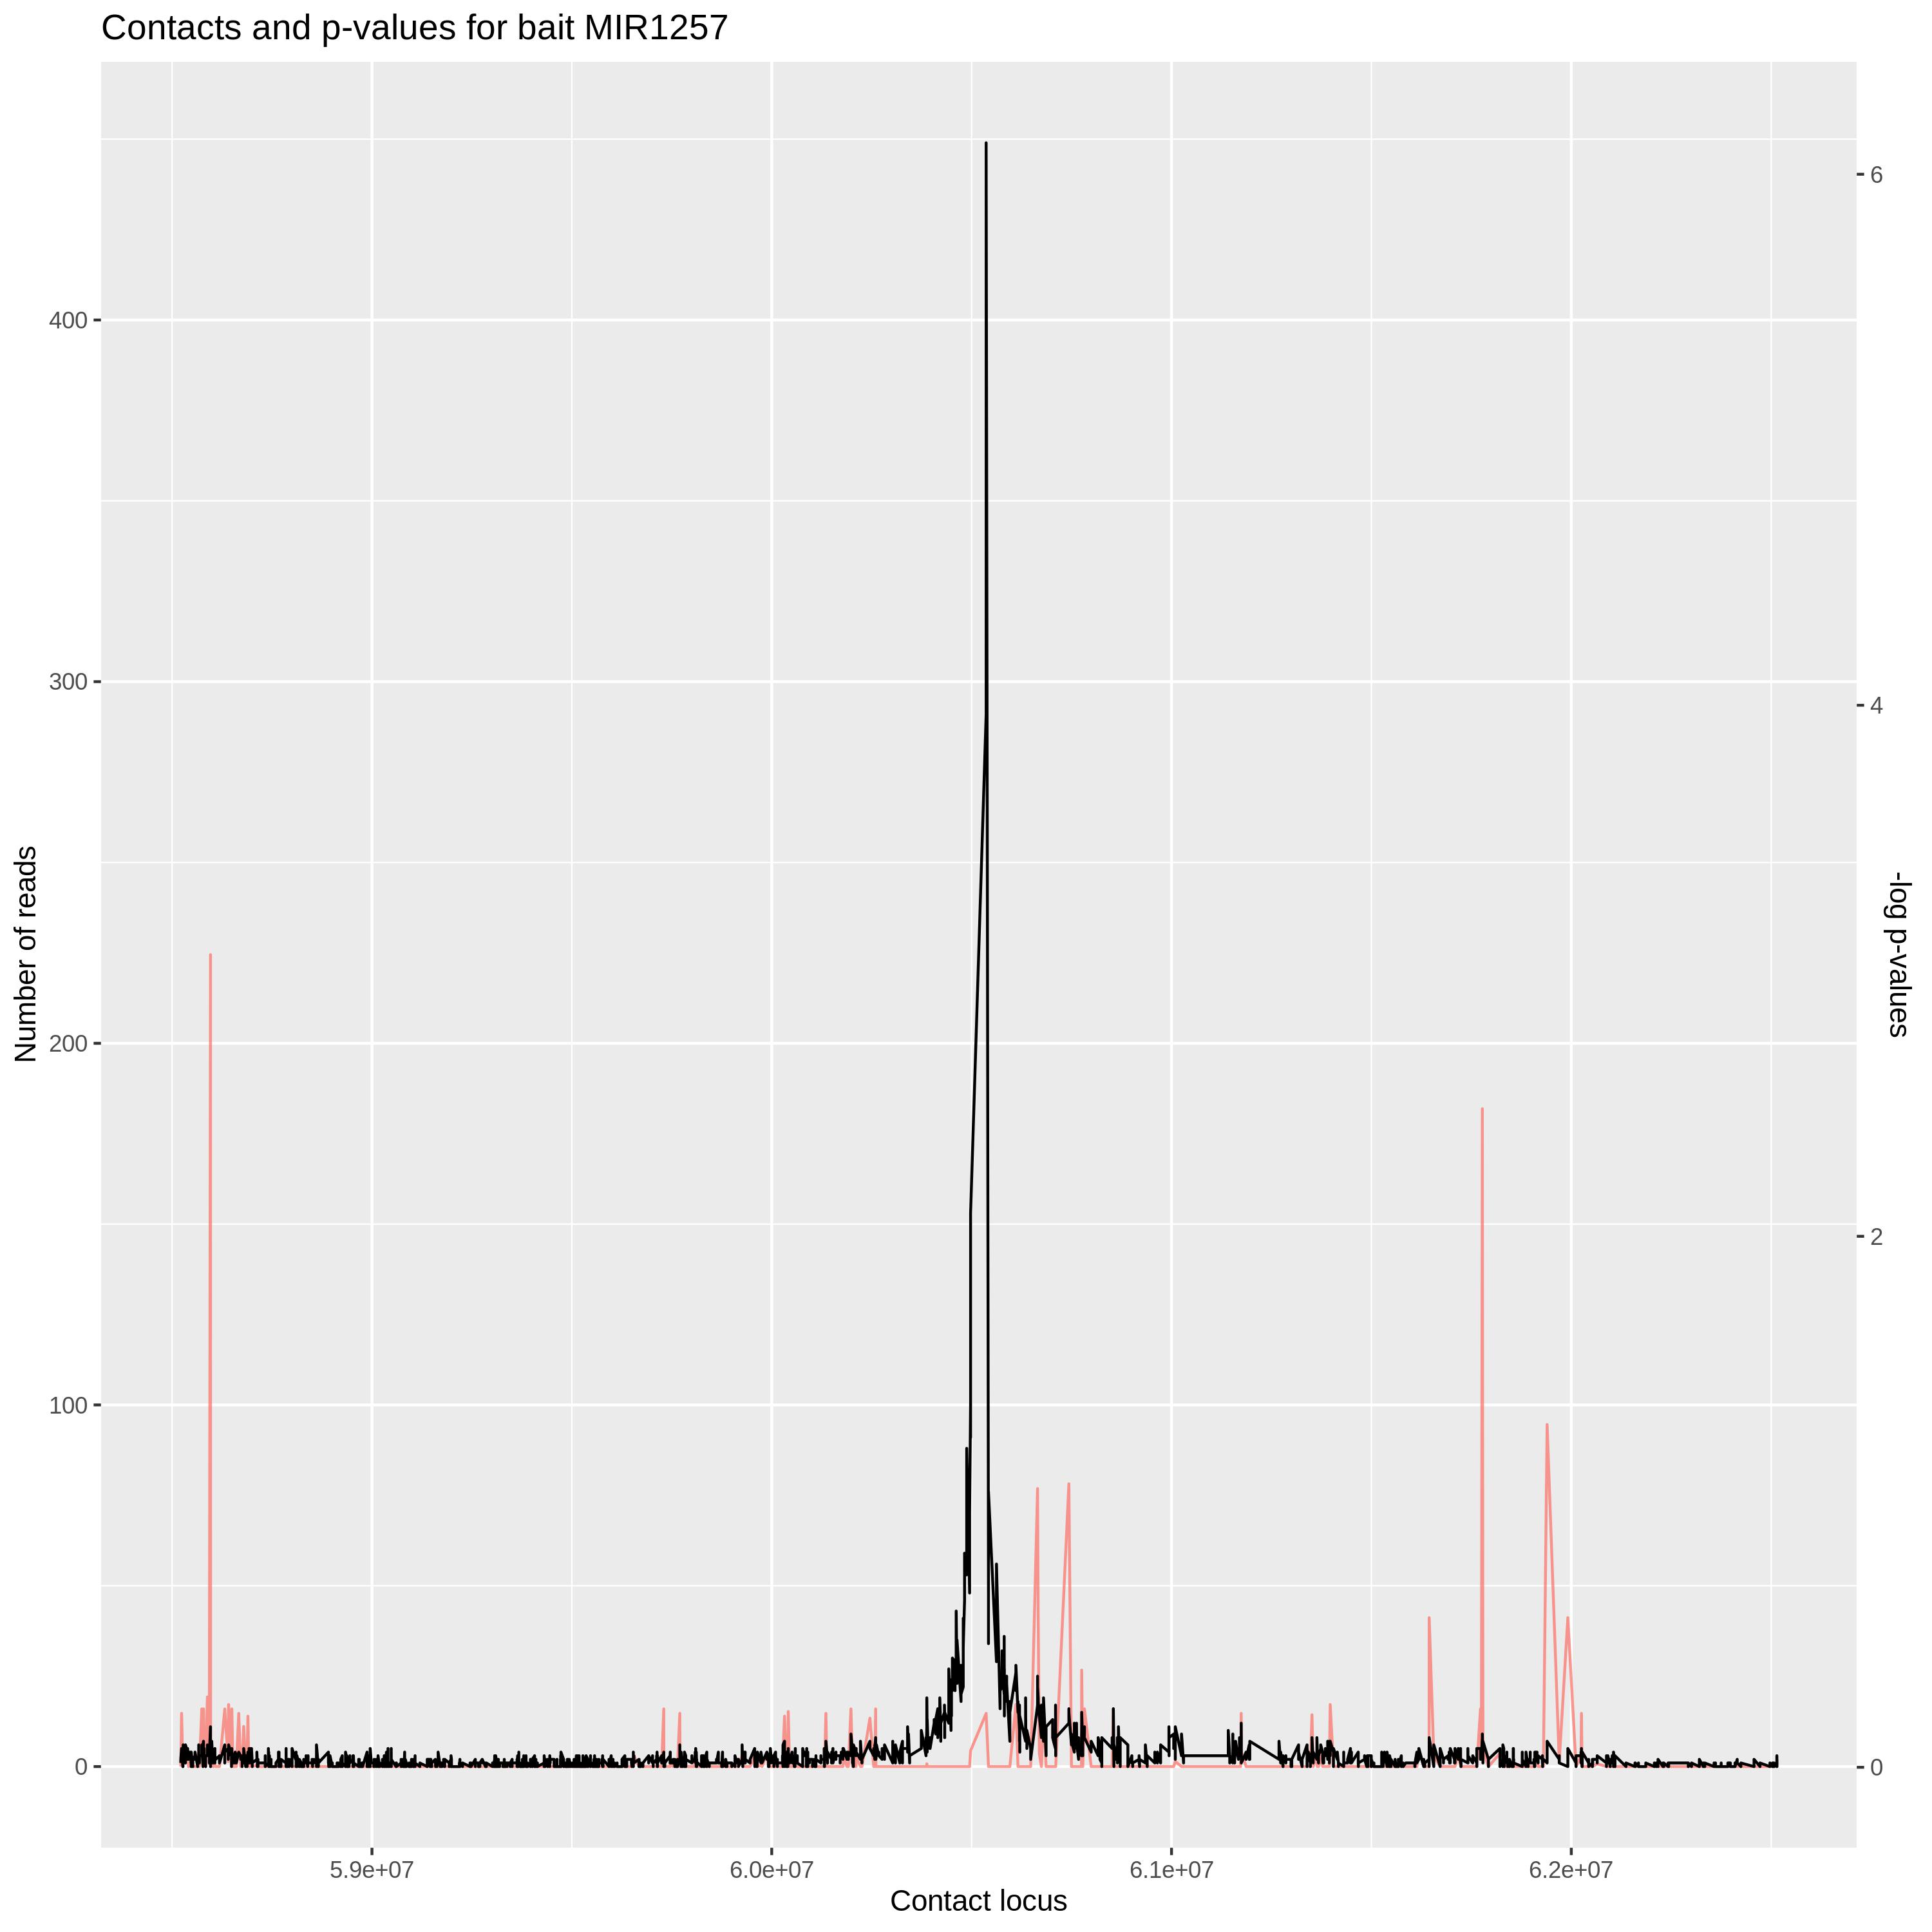 Contacts and p-values for bait MIR1257
Number of reads
400
300
200
100
0
6
4
2
0
-log p-values
5.9e+07
6.0e+07
6.1e+07
6.2e+07
Contact locus